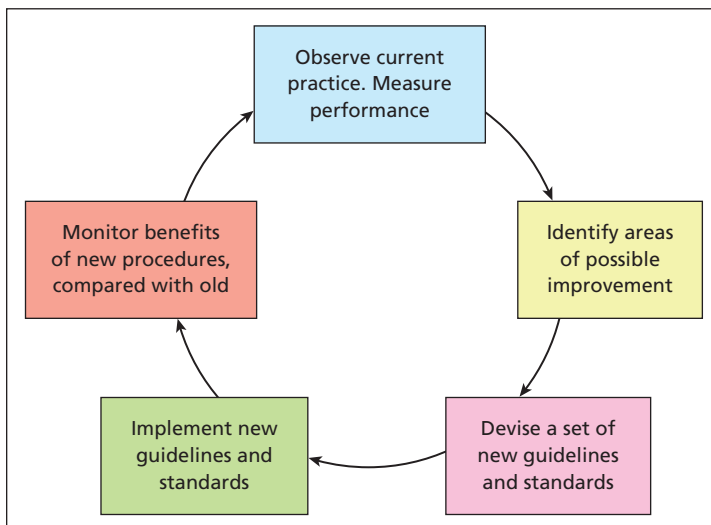 Observe current
practice. Measure
performance
Identify areas
of possible
improvement
Devise a set of
new guidelines
and standards
Implement new
guidelines and
standards
Monitor benefits
of new procedures,
compared with old